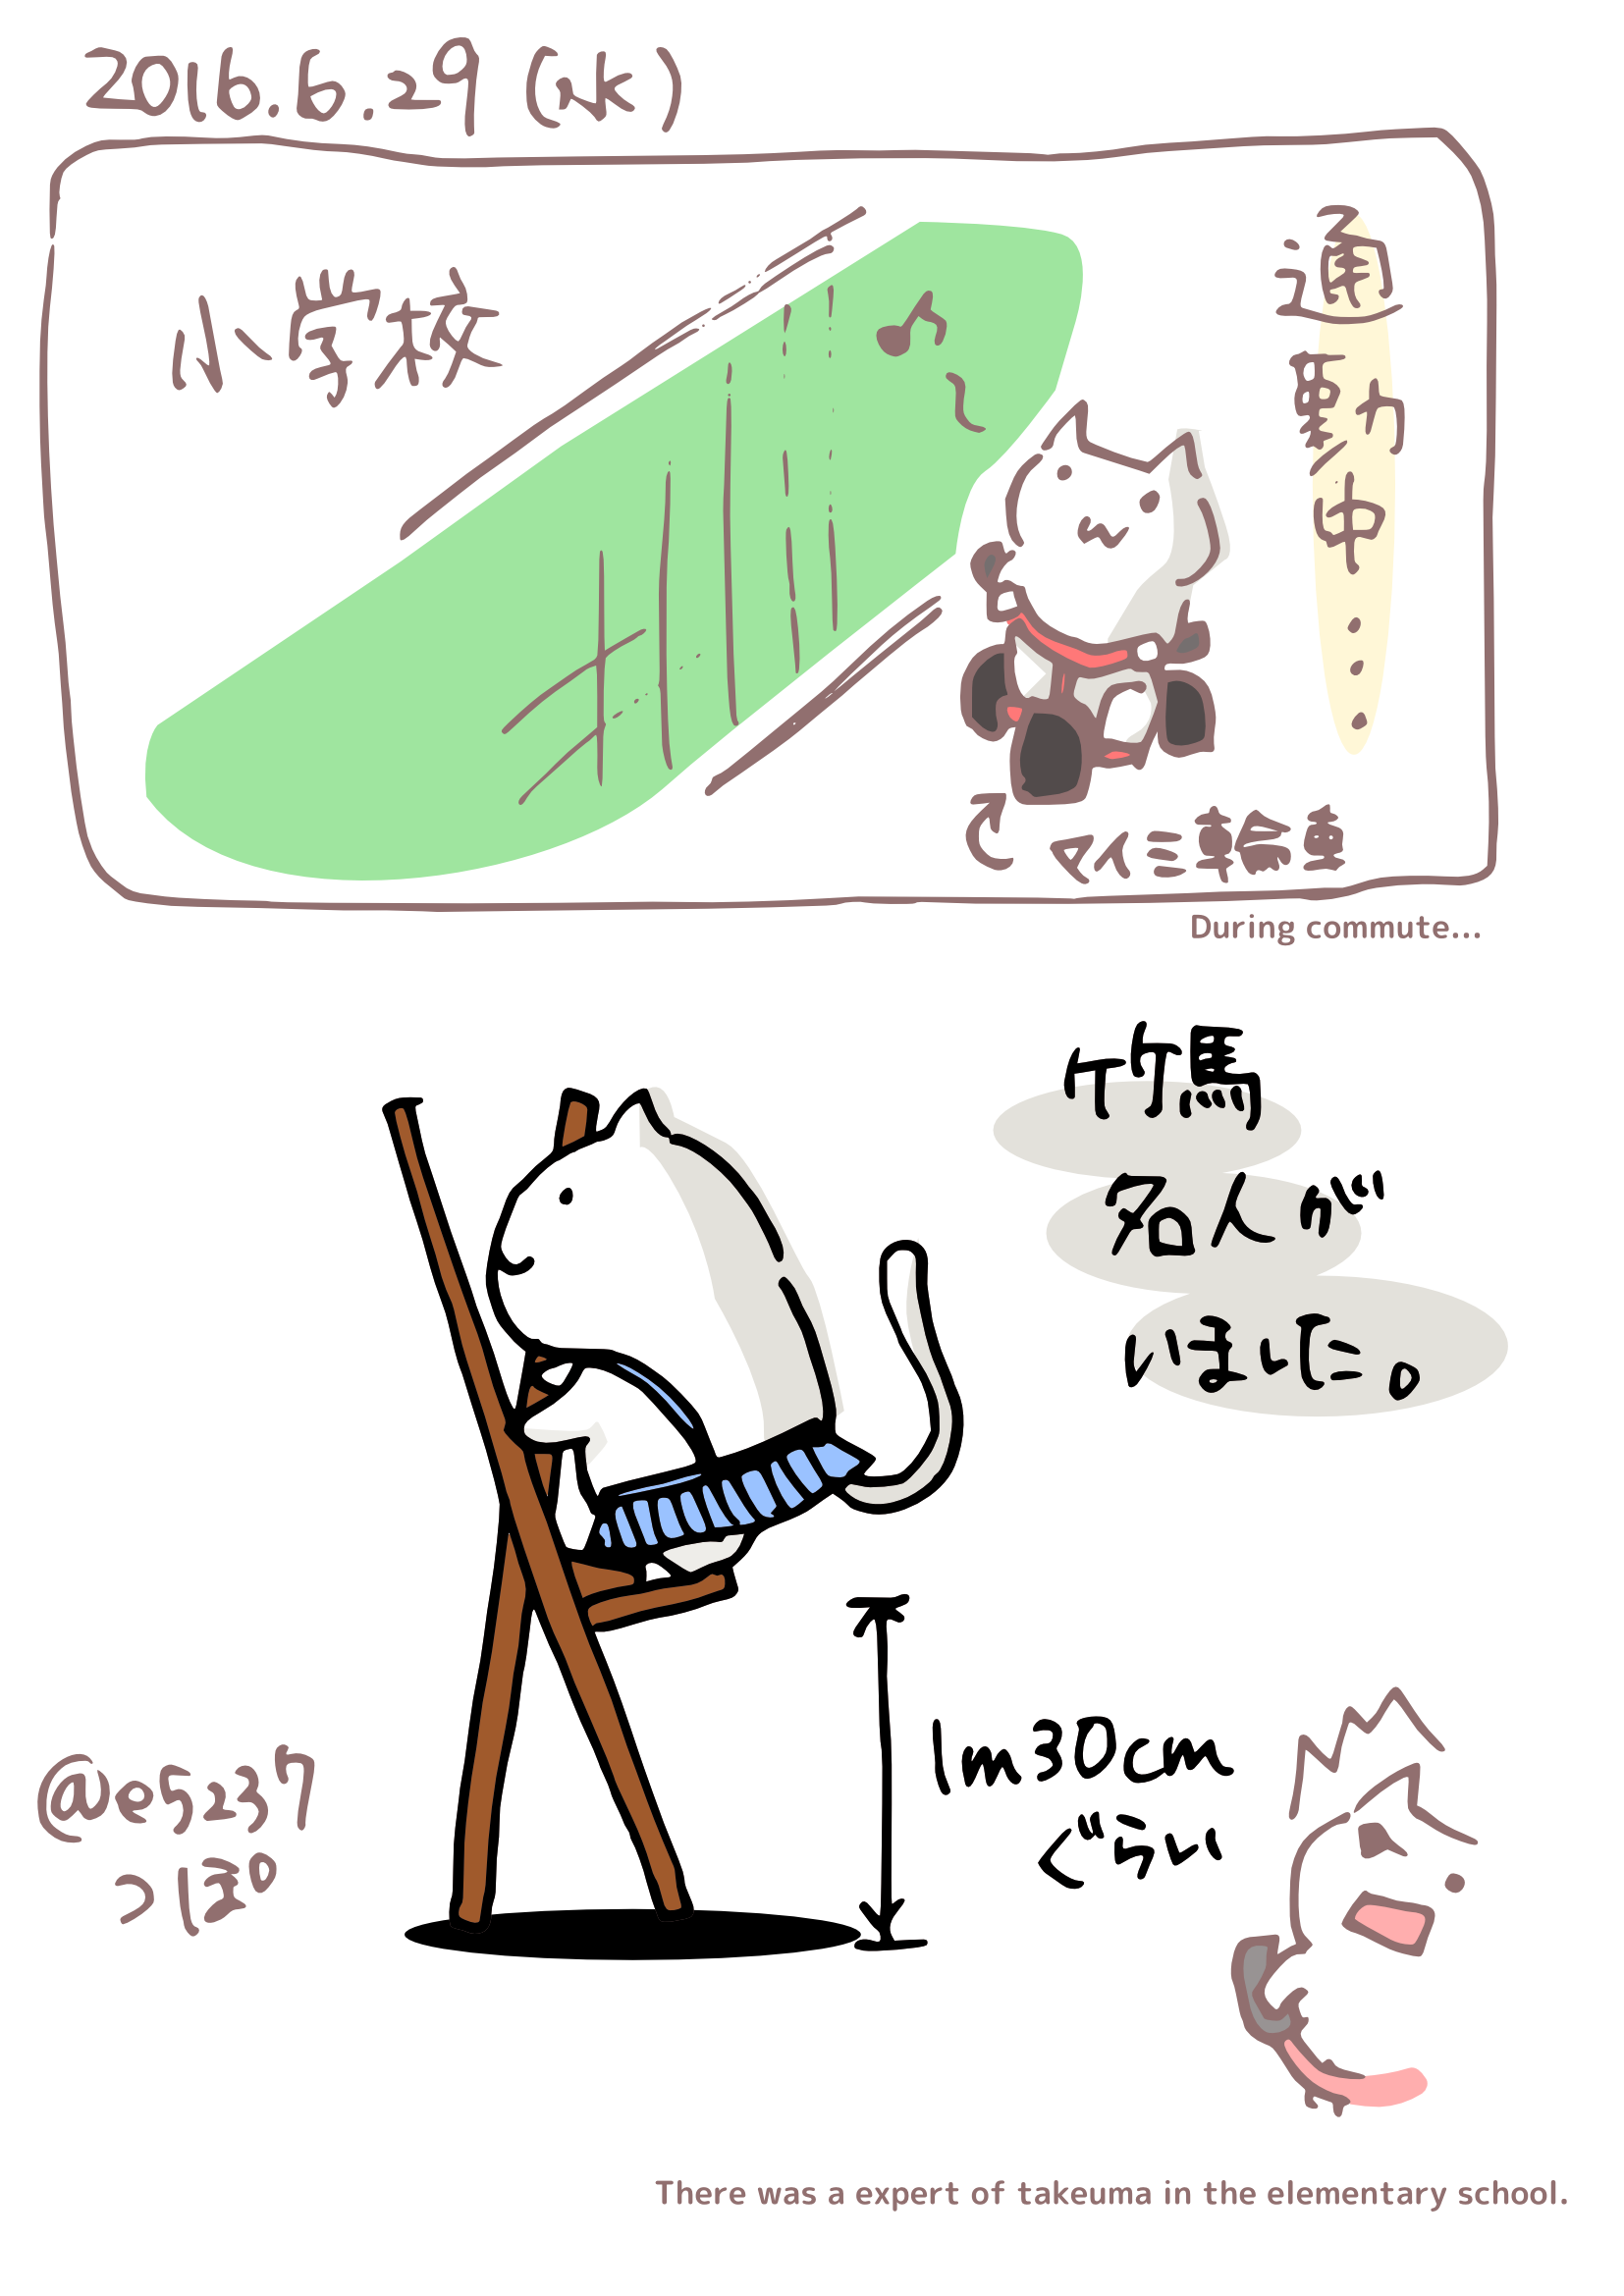 2016.6.29 (水)
小学校
通勤中・・・
マイ三輪車
During commute...
竹馬
名人が
いました。
1m30cm
ぐらい
@e5237
つぽ
There was a expert of takeuma in the elementary school.